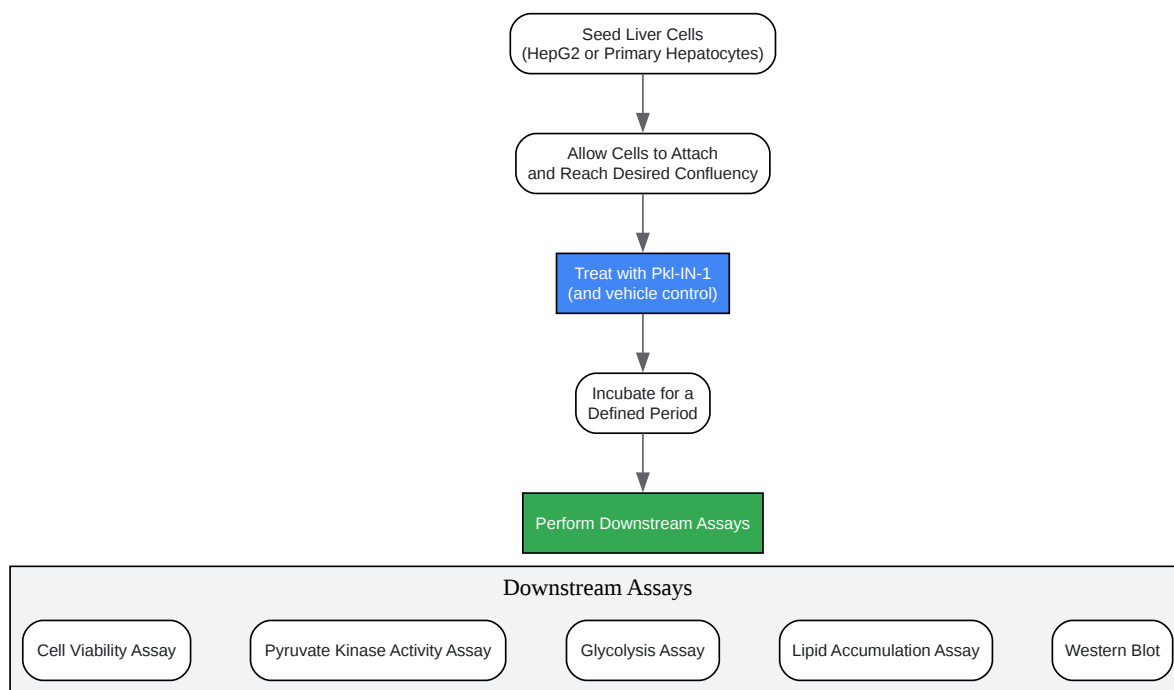 Seed Liver Cells
(HepG2 or Primary Hepatocytes)
Allow Cells to Attach
and Reach Desired Confluency
Treat with Pkl-IN-1
(and vehicle control)
Incubate for a
Defined Period
Perform Downstream Assays
Downstream Assays
Cell Viability Assay
Pyruvate Kinase Activity Assay
Glycolysis Assay
Lipid Accumulation Assay
Western Blot